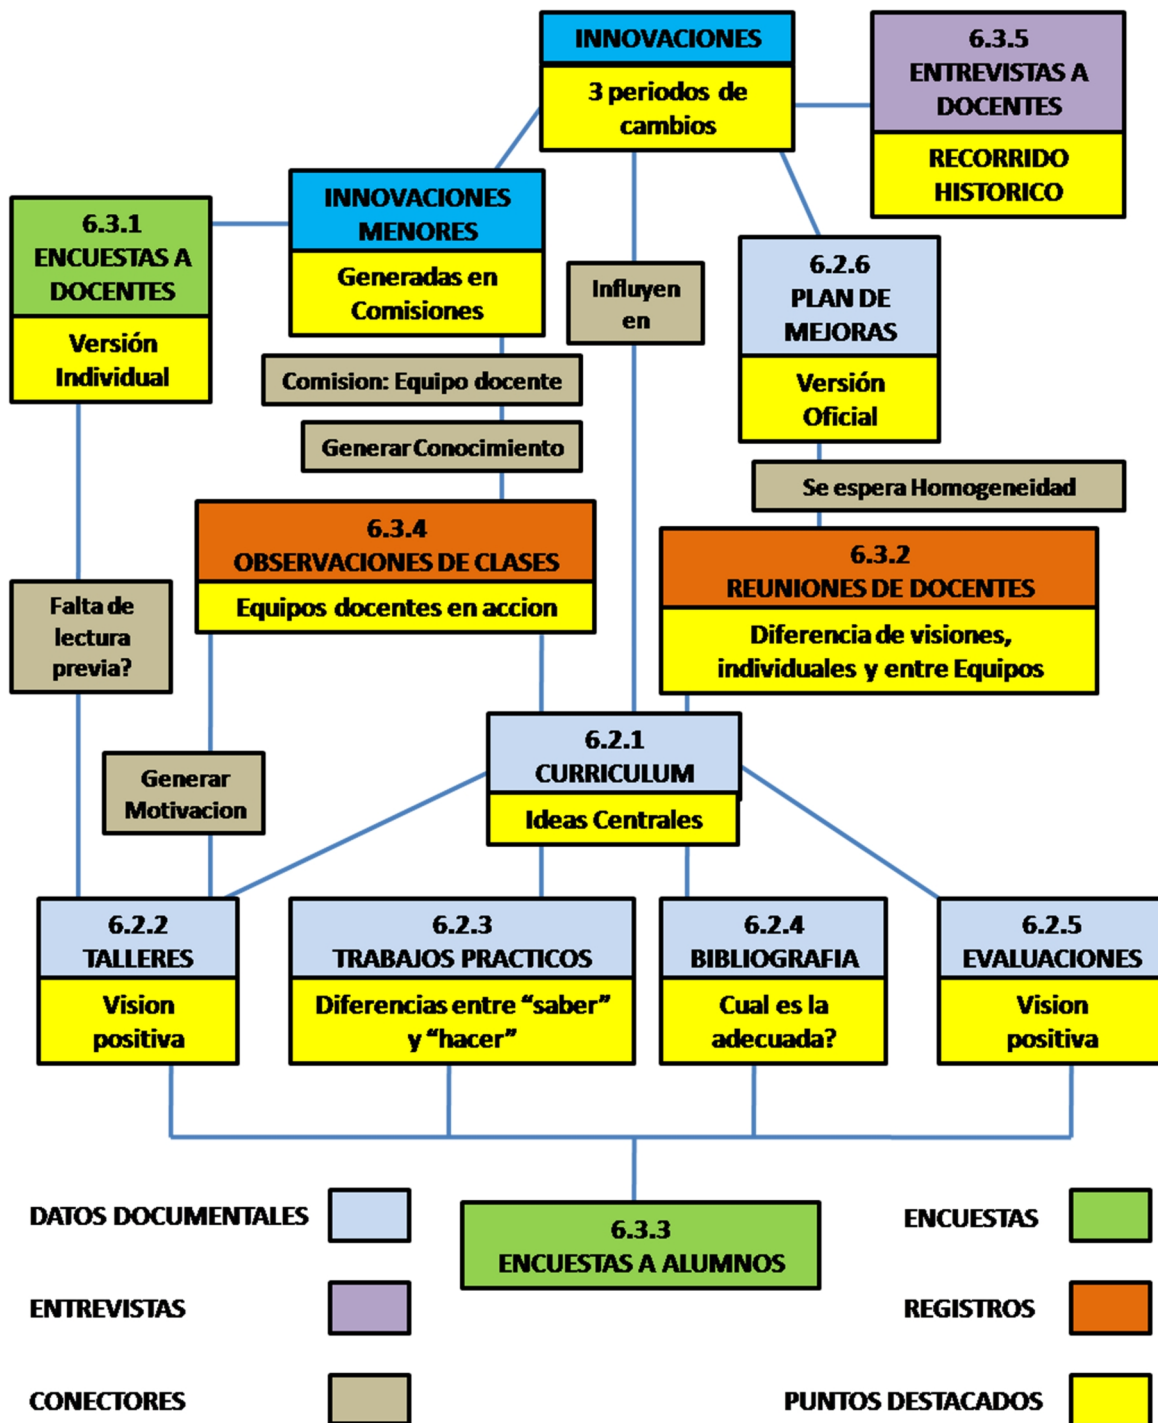 INNOVACIONES
3 periodos de
cambios
6.3.5
ENTREVISTAS A
DOCENTES
RECORRIDO
HISTORICO
INNOVACIONES
MENORES
Generadas en
Comisiones
6.3.1
ENCUESTAS A
DOCENTES
Versión
Individual
Influyen
en
6.2.6
PLAN DE
MEJORAS
Versión
Oficial
Comision: Equipo docente
Generar Conocimiento
Se espera Homogeneidad
6.3.4
OBSERVACIONES DE CLASES
Equipos docentes en accion
6.3.2
REUNIONES DE DOCENTES
Diferencia de visiones,
individuales y entre Equipos
Falta de
lectura
previa?
Generar
Motivacion
6.2.1
CURRICULUM
Ideas Centrales
6.2.2
TALLERES
Vision
positiva
6.2.3
TRABAJOS PRACTICOS
Diferencias entre “saber”
y “hacer”
6.2.4
BIBLIOGRAFIA
Cual es la
adecuada?
6.2.5
EVALUACIONES
Vision
positiva
6.3.3
ENCUESTAS A ALUMNOS
DATOS DOCUMENTALES
ENCUESTAS
ENTREVISTAS
REGISTROS
CONECTORES
PUNTOS DESTACADOS